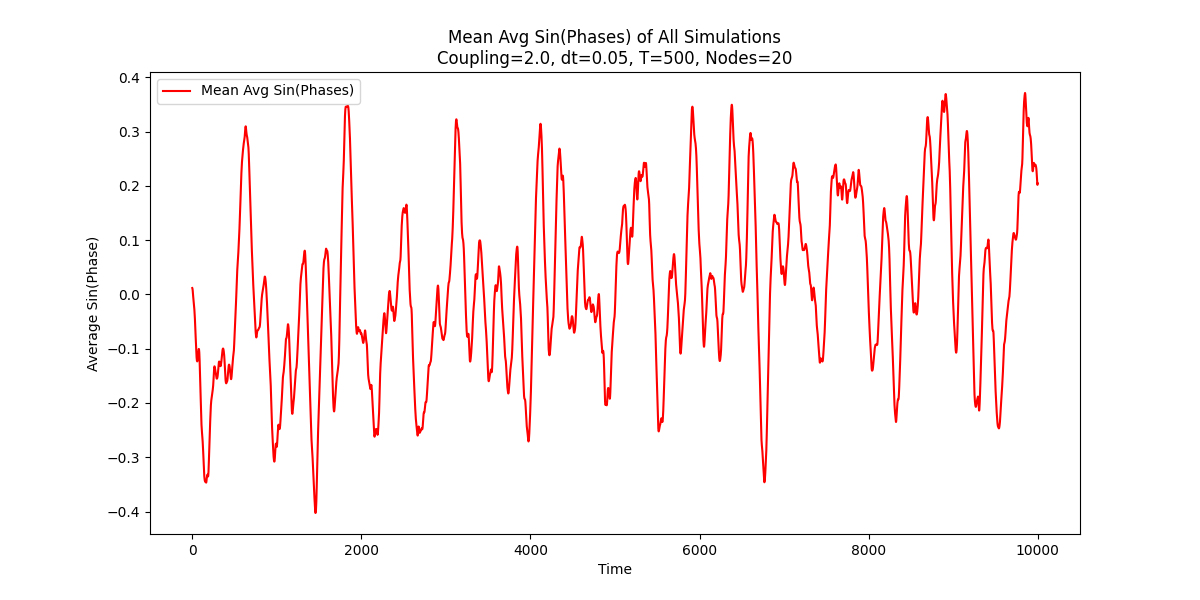 Mean Avg Sin(Phases) of All Simulations
Coupling=2.0, dt=0.05, T=500, Nodes=20
Mean Avg Sin(Phases)
0.4
0.3
0.2
0.1
0.0
−0.1
−0.2
−0.3
−0.4
Average Sin(Phase)
0 2000 4000 6000 8000 10000
Time